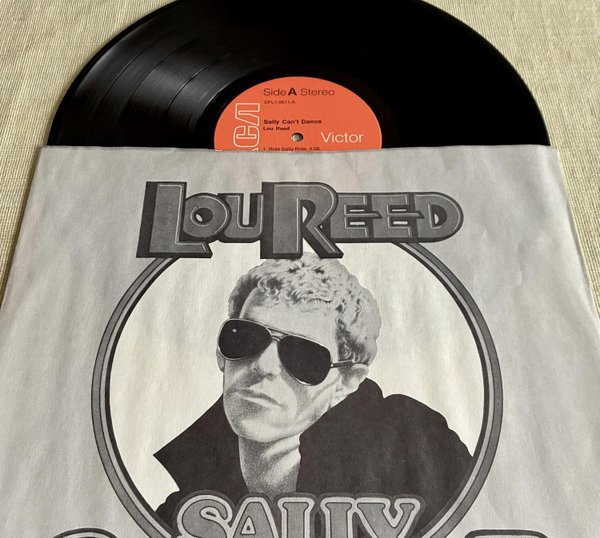 Side A Stereo
CPL1-0611-A
Sally Can't Dance
Lou Reed
RCA Victor
1. Ride Sally Ride 4:00
LOU REED
SALLY